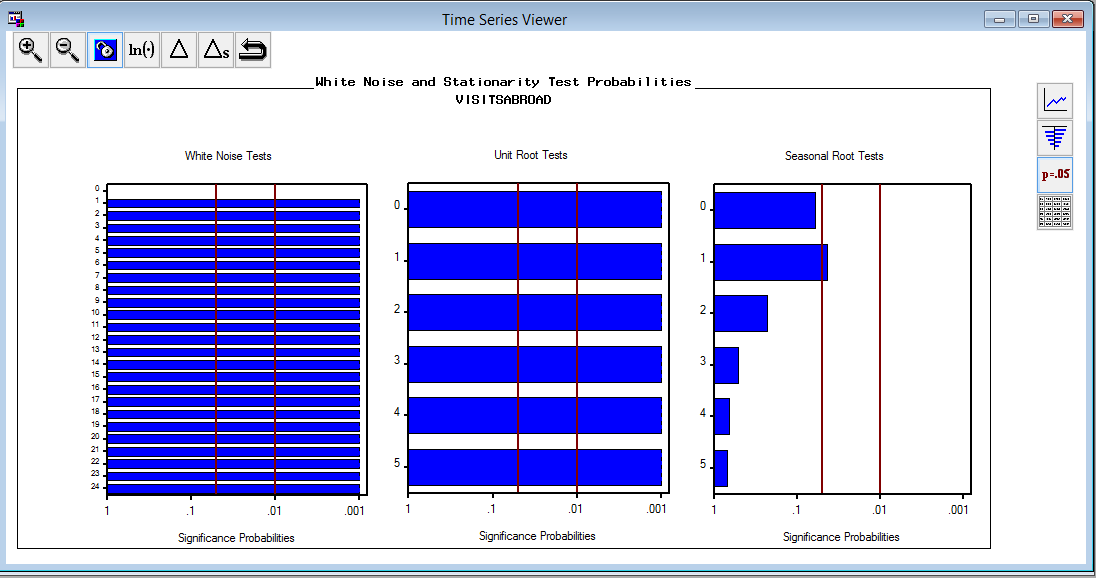 Time Series Viewer
ln(·) Δ Δs
White Noise and Stationarity Test Probabilities
VISITSABROAD
p=.05
White Noise Tests
0
1
2
3
4
5
6
7
8
9
10
11
12
13
14
15
16
17
18
19
20
21
22
23
24
1 .1 .01 .001
Significance Probabilities
Unit Root Tests
0
1
2
3
4
5
1 .1 .01 .001
Significance Probabilities
Seasonal Root Tests
0
1
2
3
4
5
1 .1 .01 .001
Significance Probabilities